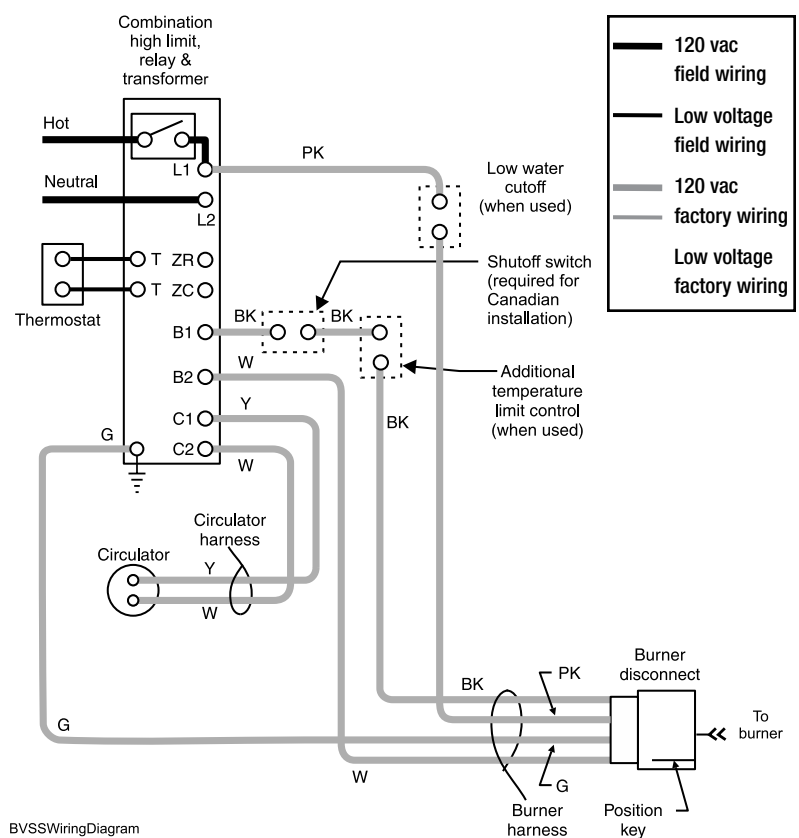 Combination
high limit,
relay &
transformer
Hot
Neutral
L1
L2
PK
Low water
cutoff
(when used)
120 vac
field wiring
Low voltage
field wiring
120 vac
factory wiring
Low voltage
factory wiring
T ZR
T ZC
Thermostat
Shutoff switch
(required for
Canadian
installation)
B1
BK
BK
B2
W
Additional
temperature
limit control
(when used)
C1
Y
BK
G
C2
W
Circulator
harness
Circulator
Y
W
Burner
disconnect
BK
PK
To
burner
G
W
G
Burner
harness
Position
key
BVSSWiringDiagram